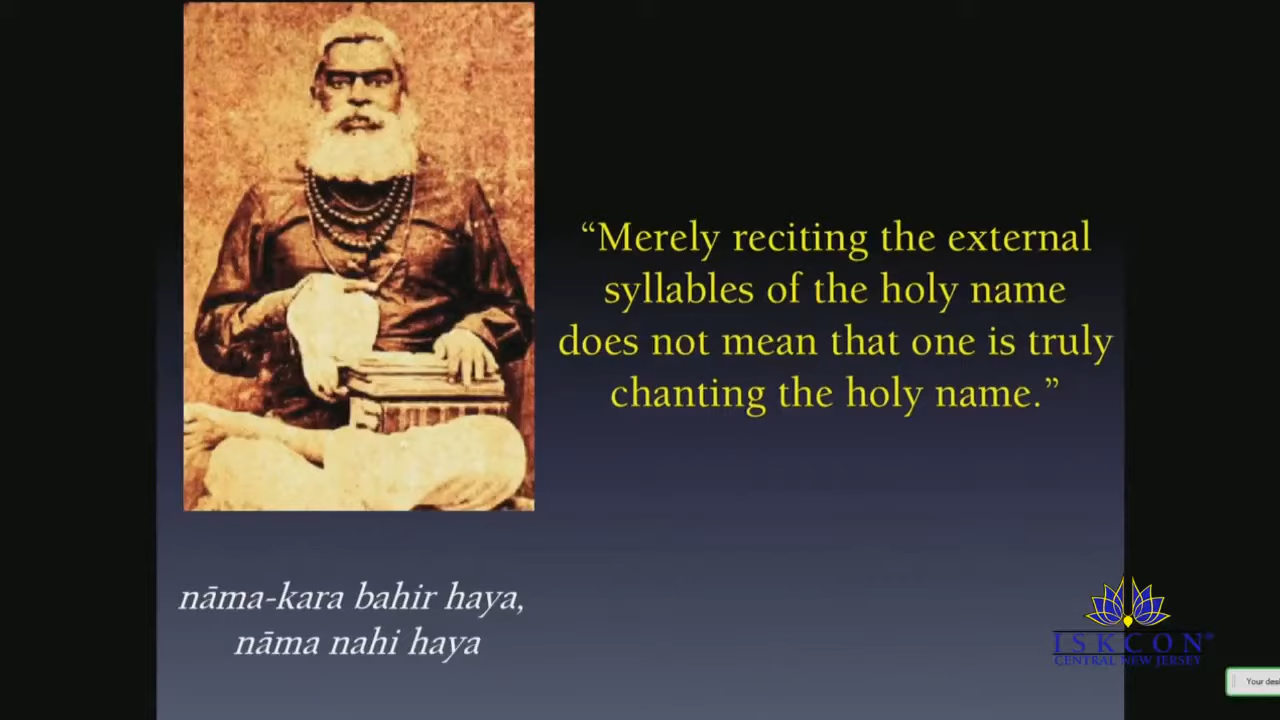 “Merely reciting the external
syllables of the holy name
does not mean that one is truly
chanting the holy name.”
nāma-kara bahir haya,
nāma nahi haya
ISKCON®
CENTRAL NEW JERSEY
Your